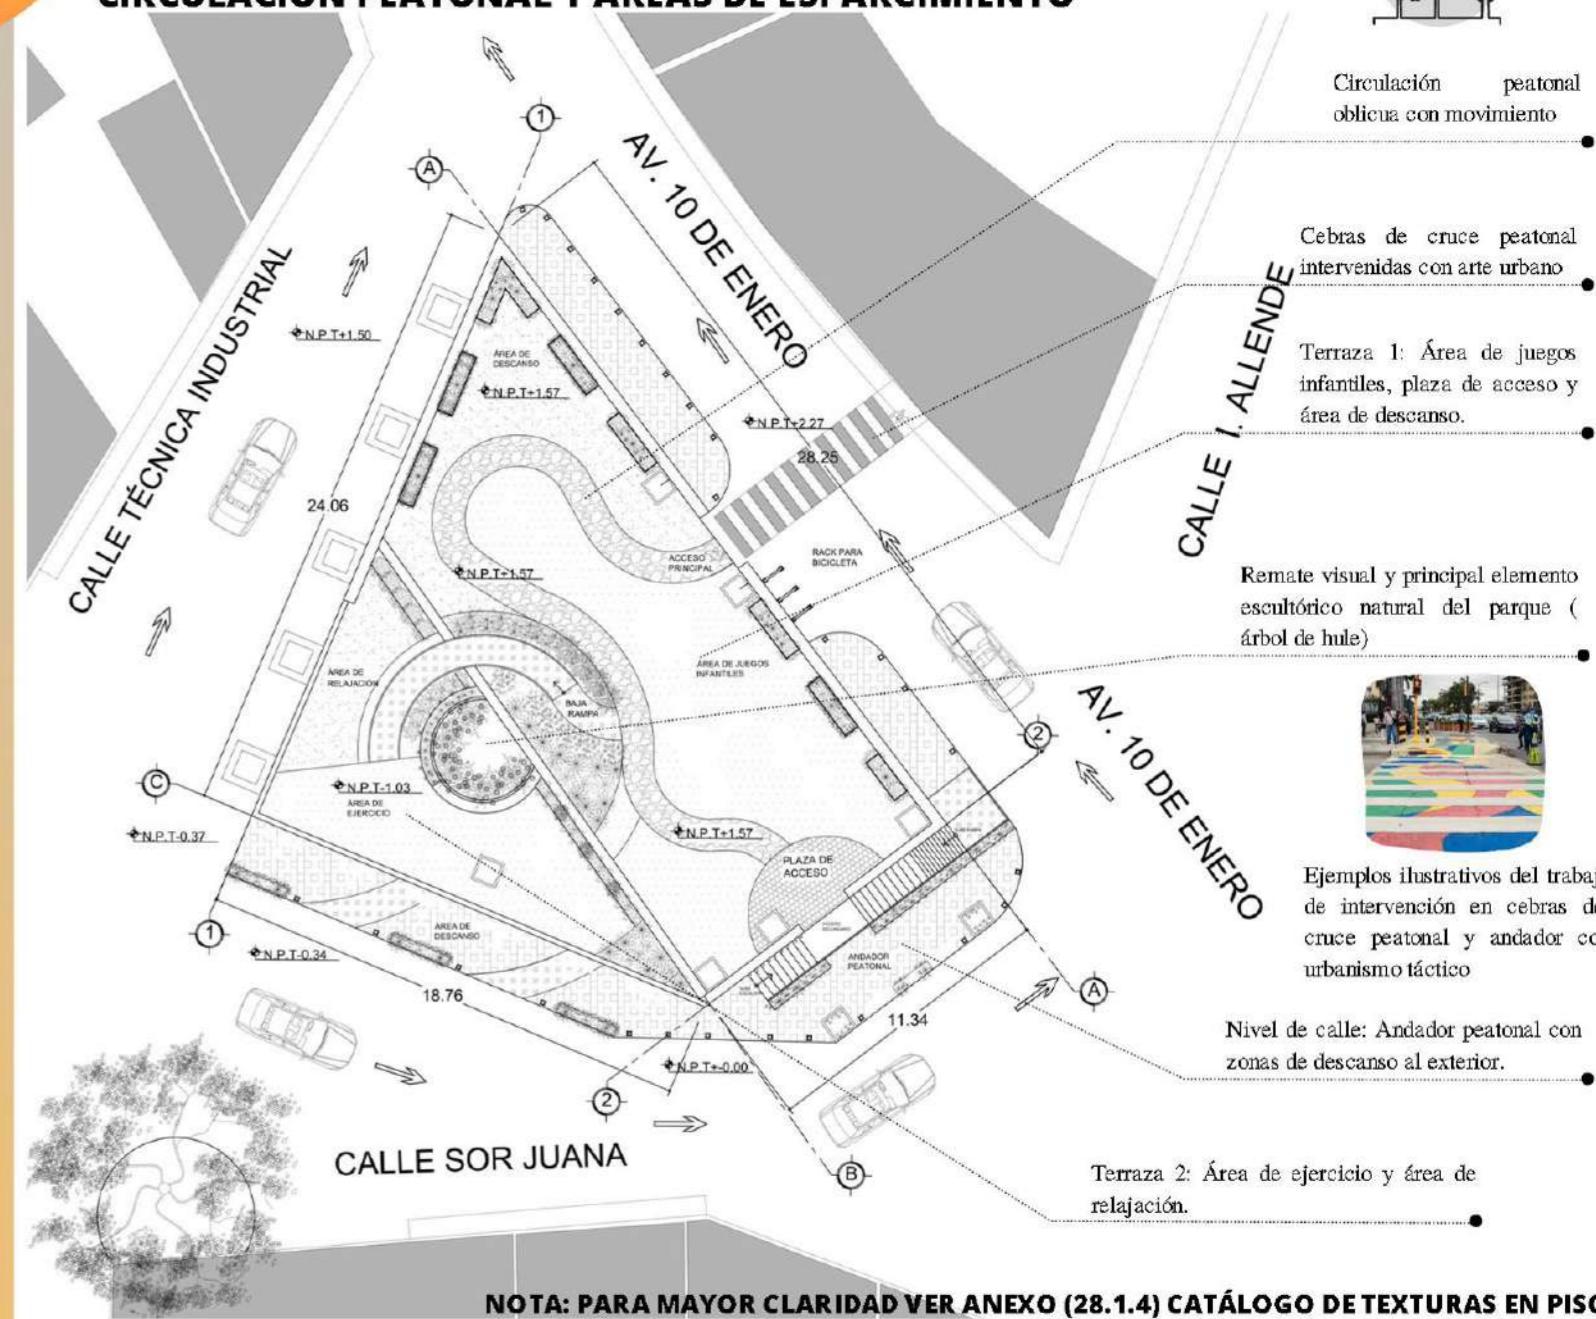 CIRCULACIÓN PEATONAL Y ÁREAS DE ESPARCIMIENTO
Circulación peatonal
oblicua con movimiento
Cebras de cruce peatonal
intervenidas con arte urbano
Terraza 1: Área de juegos
infantiles, plaza de acceso y
área de descanso.
Remate visual y principal elemento
escultórico natural del parque (
árbol de hule)
Ejemplos ilustrativos del trabaj
de intervención en cebras de
cruce peatonal y andador co
urbanismo táctico
Nivel de calle: Andador peatonal con
zonas de descanso al exterior.
Terraza 2: Área de ejercicio y área de
relajación.
1
A
AV. 10 DE ENERO
CALLE TÉCNICA INDUSTRIAL
CALLE I. ALLENDE
N.P.T+1.50
ÁREA DE
DESCANSO
N.P.T+1.57
N.P.T+2.27
28.25
24.06
ACCESO
PRINCIPAL
RACK PARA
BICICLETA
N.P.T+1.57
ÁREA DE JUEGOS
INFANTILES
ÁREA DE
RELAJACIÓN
BAJA
RAMPA
2
AV. 10 DE ENERO
C
N.P.T-1.03
ÁREA DE
EJERCICIO
N.P.T-0.37
N.P.T+1.57
PLAZA DE
ACCESO
1
ÁREA DE
DESCANSO
N.P.T-0.34
ANDADOR
PEATONAL
18.76
A
11.34
N.P.T+-0.00
2
B
CALLE SOR JUANA
NOTA: PARA MAYOR CLARIDAD VER ANEXO (28.1.4) CATÁLOGO DE TEXTURAS EN PISO